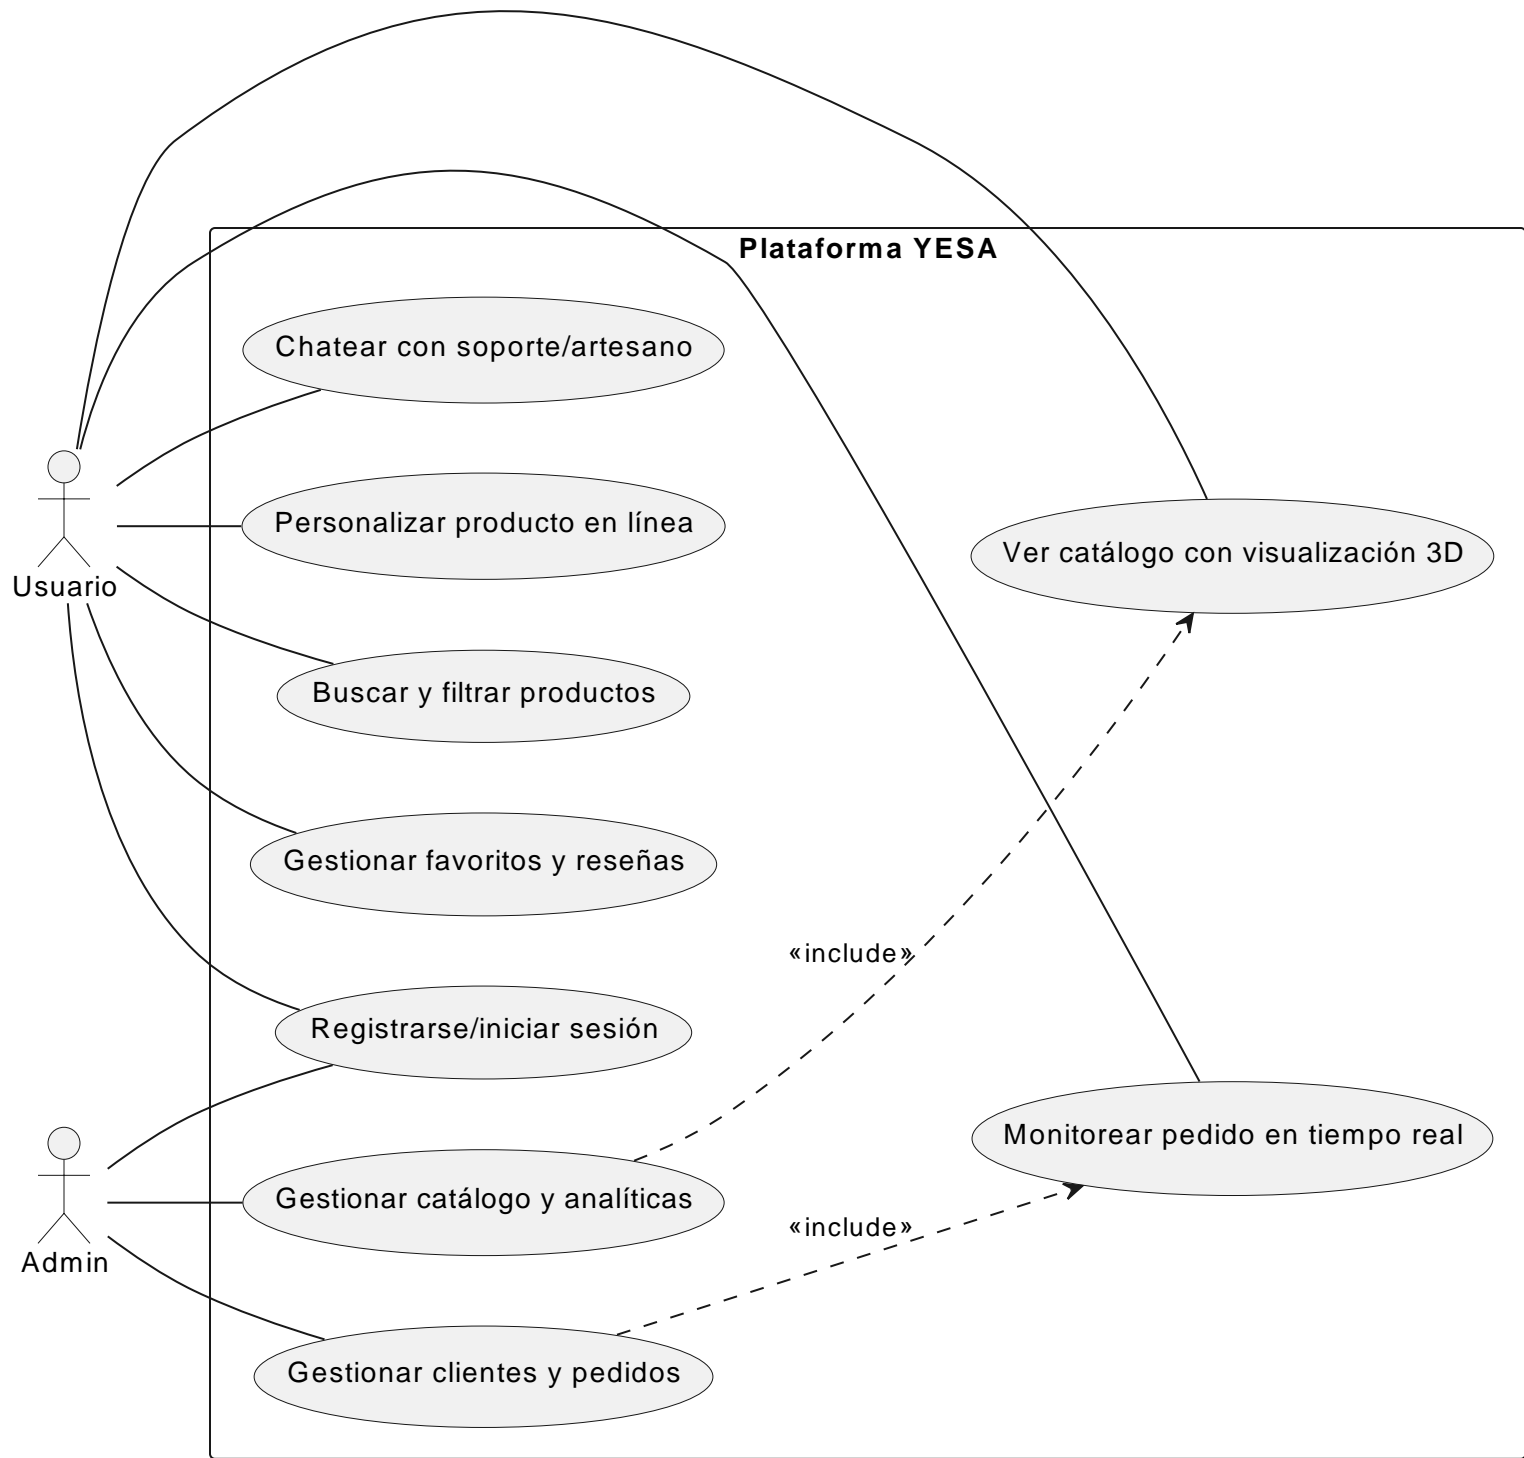 Plataforma YESA
Chatear con soporte/artesano
Personalizar producto en línea
Ver catálogo con visualización 3D
Usuario
Buscar y filtrar productos
Gestionar favoritos y reseñas
«include»
Registrarse/iniciar sesión
Monitorear pedido en tiempo real
Gestionar catálogo y analíticas
«include»
Admin
Gestionar clientes y pedidos